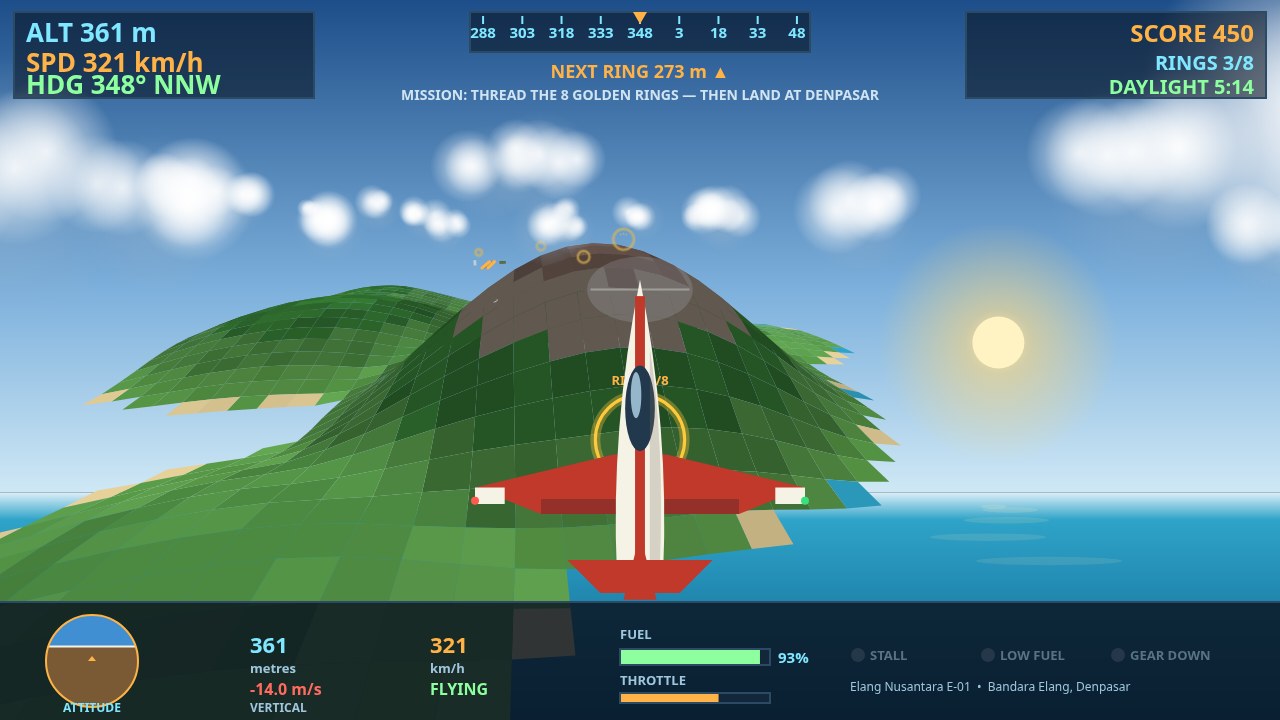 ALT 361 m
SPD 321 km/h
HDG 348° NNW
288 303 318 333 348 3 18 33 48
NEXT RING 273 m ▲
MISSION: THREAD THE 8 GOLDEN RINGS — THEN LAND AT DENPASAR
SCORE 450
RINGS 3/8
DAYLIGHT 5:14
ATTITUDE
361
metres
-14.0 m/s
VERTICAL
321
km/h
FLYING
FUEL
93%
THROTTLE
STALL
LOW FUEL
GEAR DOWN
Elang Nusantara E-01 • Bandara Elang, Denpasar